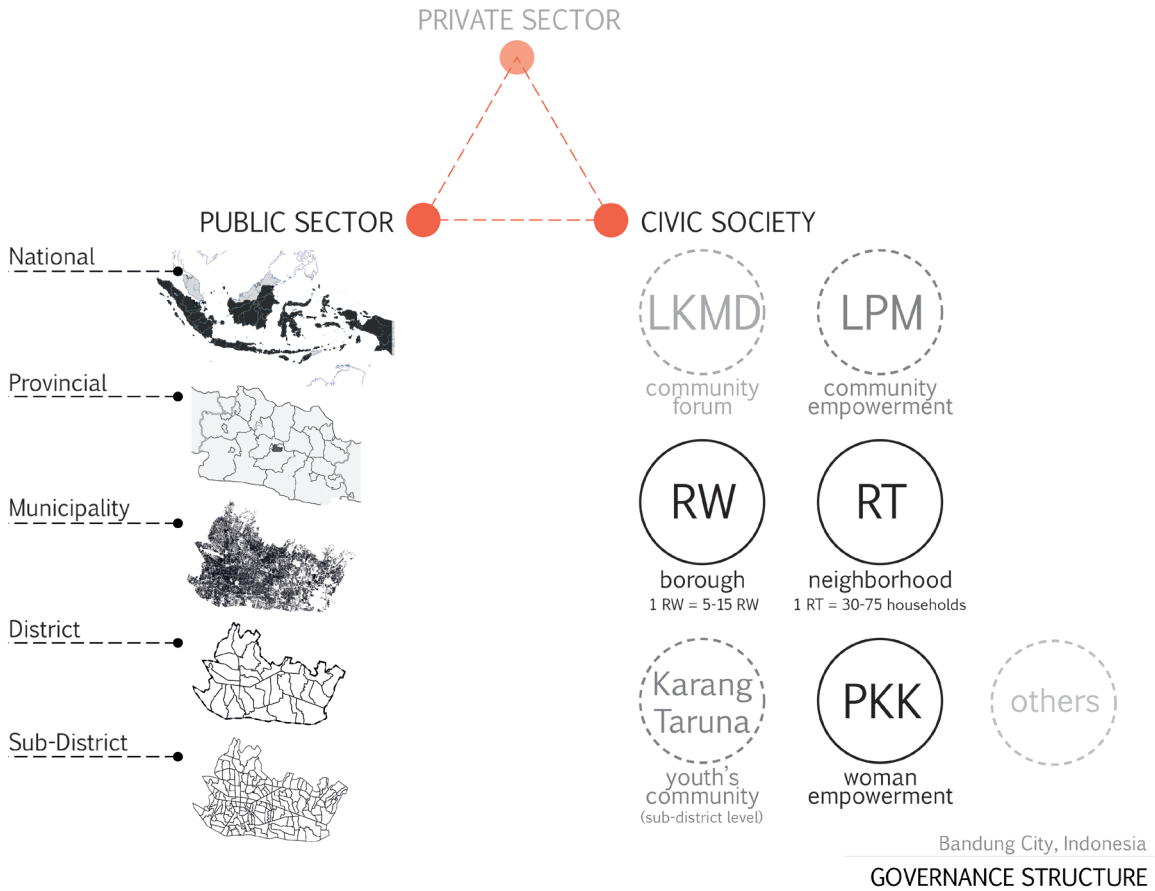 PRIVATE SECTOR
PUBLIC SECTOR
CIVIC SOCIETY
National
Provincial
Municipality
District
Sub-District
LKMD
community
forum
LPM
community
empowerment
RW
borough
1 RW = 5-15 RW
RT
neighborhood
1 RT = 30-75 households
Karang
Taruna
youth's
community
(sub-district level)
PKK
woman
empowerment
others
Bandung City, Indonesia
GOVERNANCE STRUCTURE